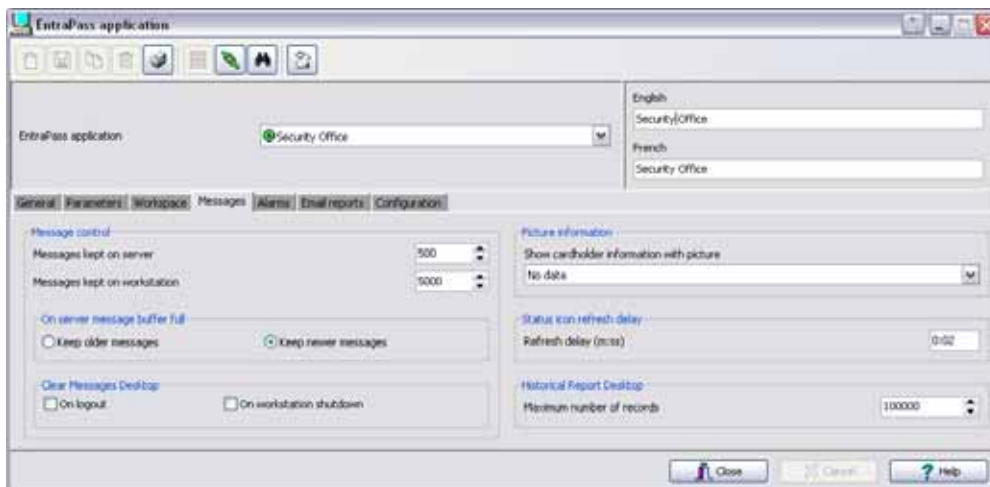 EntraPass application
English
Security Office
EntraPass application
Security Office
French
Security Office
General Parameters Workspace Messages Alarms Email reports Configuration
Message control
Messages kept on server 500
Messages kept on workstation 5000
On server message buffer full
Keep older messages Keep newer messages
Clear Messages Desktop
On logout On workstation shutdown
Picture information
Show cardholder information with picture
No data
Status icon refresh delay
Refresh delay (m:ss) 0:02
Historical Report Desktop
Maximum number of records 100000
Close Cancel Help